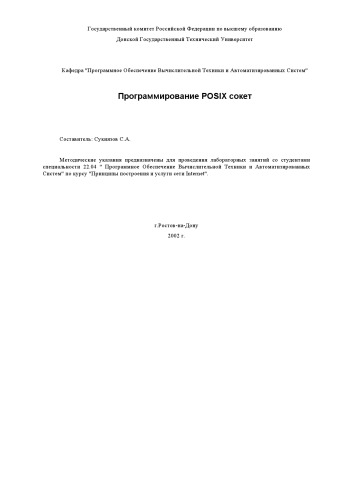 Государственный комитет Российской Федерации по высшему образованию
Донской Государственный Технический Университет
Кафедра "Программное Обеспечение Вычислительной Техники и Автоматизированных Систем"
Программирование POSIX сокет
Составитель: Суханов С.А.
Методические указания предназначены для проведения лабораторных занятий со студентами
специальности 22.04 " Программное Обеспечение Вычислительной Техники и Автоматизированных
Систем" по курсу "Принципы построения и услуги сети Internet".
г.Ростов-на-Дону
2002 г.